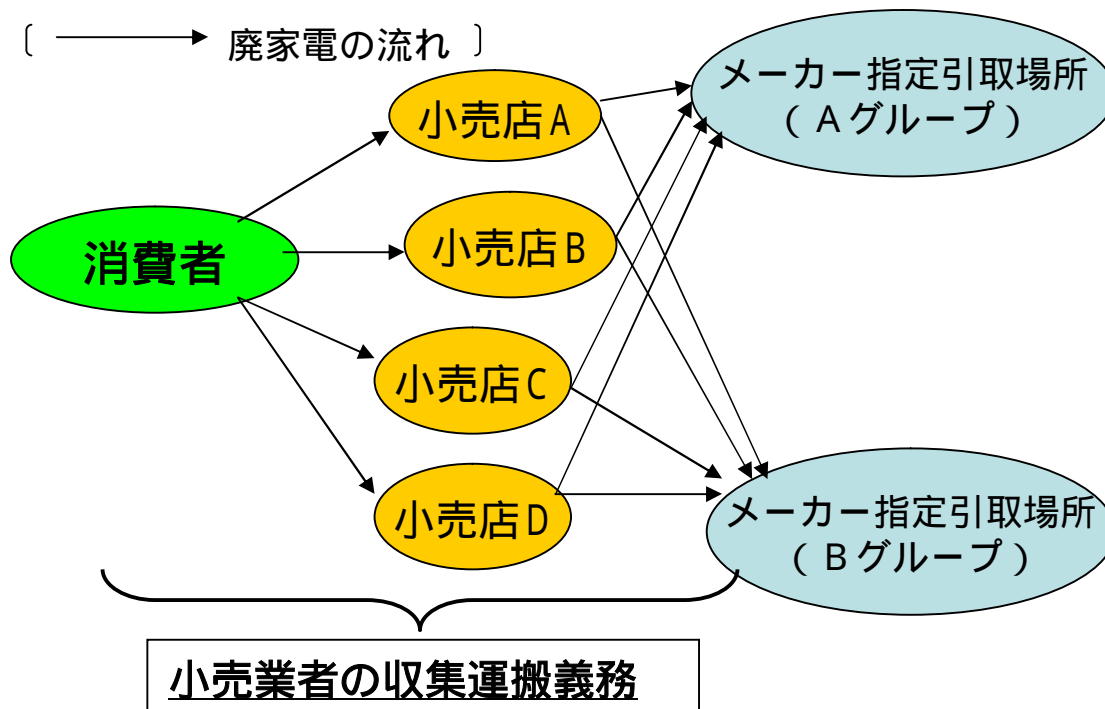 〔 ──→ 廃家電の流れ 〕
小売店A
メーカー指定引取場所
(Aグループ)
小売店B
消費者
小売店C
小売店D
メーカー指定引取場所
(Bグループ)
小売業者の収集運搬義務